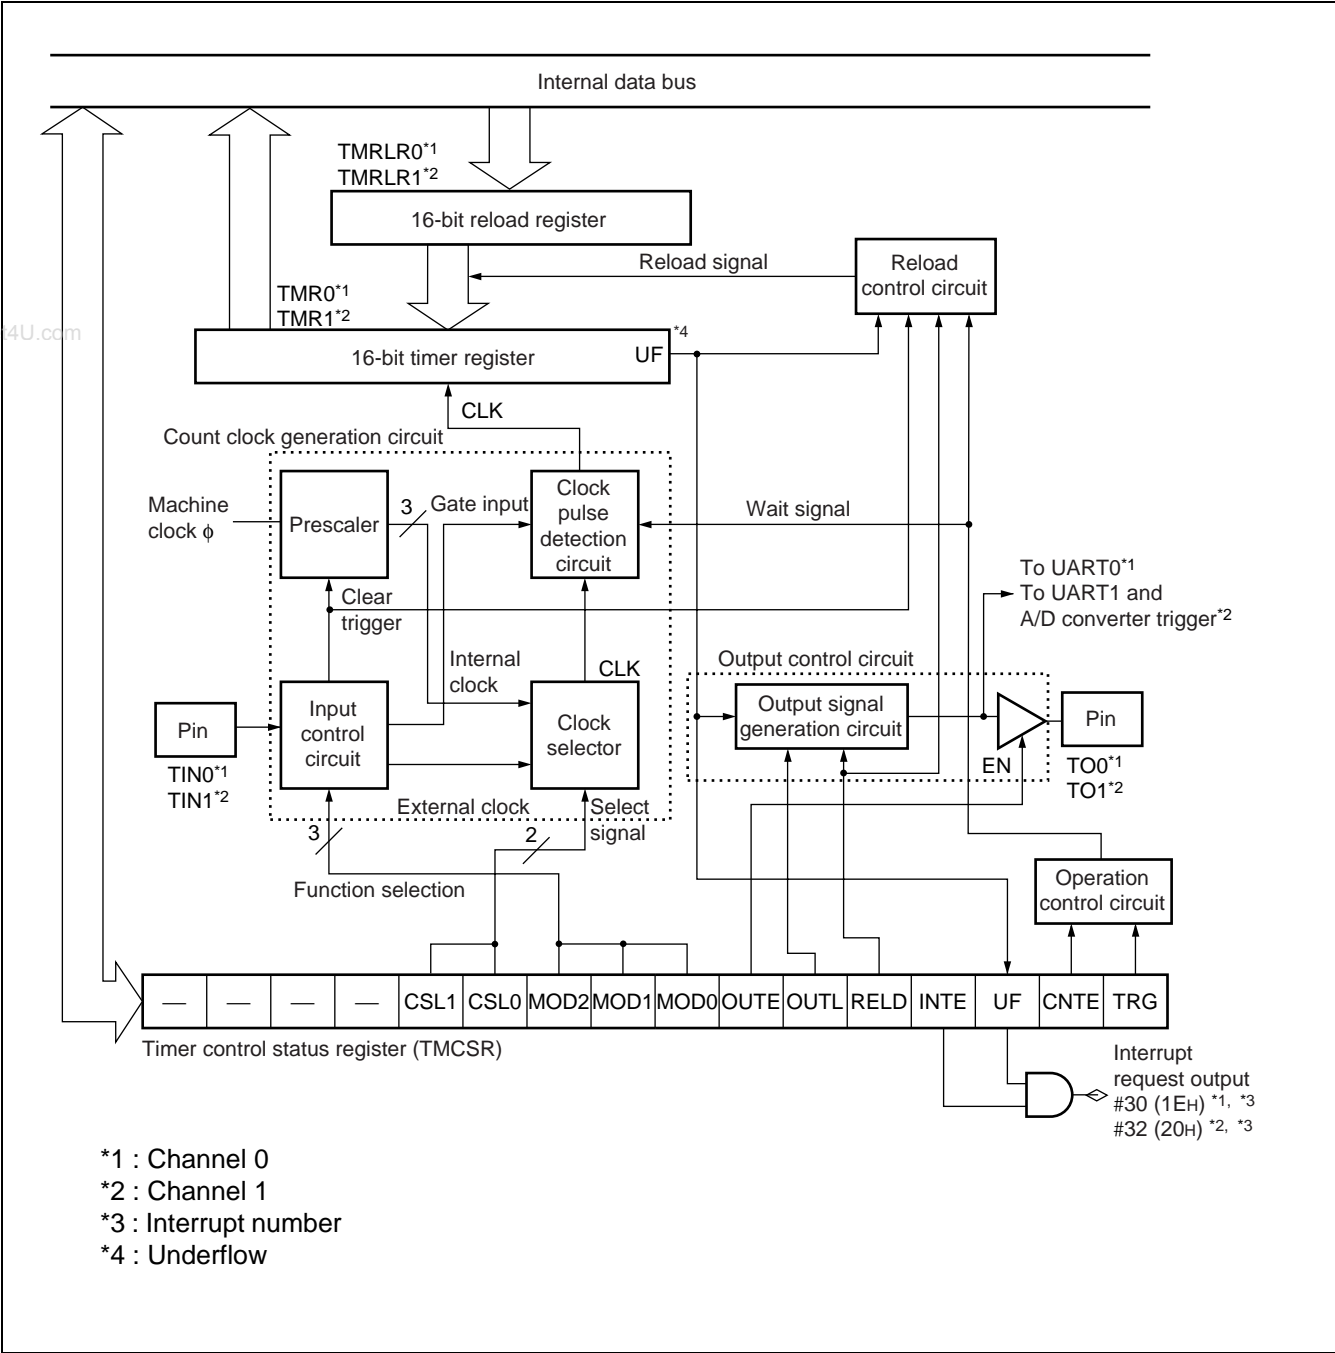 Internal data bus
TMRLR0*1
TMRLR1*2
16-bit reload register
Reload signal
Reload
control circuit
TMR0*1
TMR1*2
t4U.com
16-bit timer register
UF
*4
CLK
Count clock generation circuit
Machine
clock ϕ
Prescaler
3
Gate input
Clock
pulse
detection
circuit
Wait signal
Clear
trigger
To UART0*1
To UART1 and
A/D converter trigger*2
Internal
clock
CLK
Output control circuit
Pin
TIN0*1
TIN1*2
Input
control
circuit
Clock
selector
Output signal
generation circuit
EN
Pin
TO0*1
TO1*2
External clock
Select
signal
3
2
Function selection
Operation
control circuit
— — — — CSL1 CSL0 MOD2 MOD1 MOD0 OUTE OUTL RELD INTE UF CNTE TRG
Timer control status register (TMCSR)
Interrupt
request output
#30 (1EH) *1, *3
#32 (20H) *2, *3
*1 : Channel 0
*2 : Channel 1
*3 : Interrupt number
*4 : Underflow